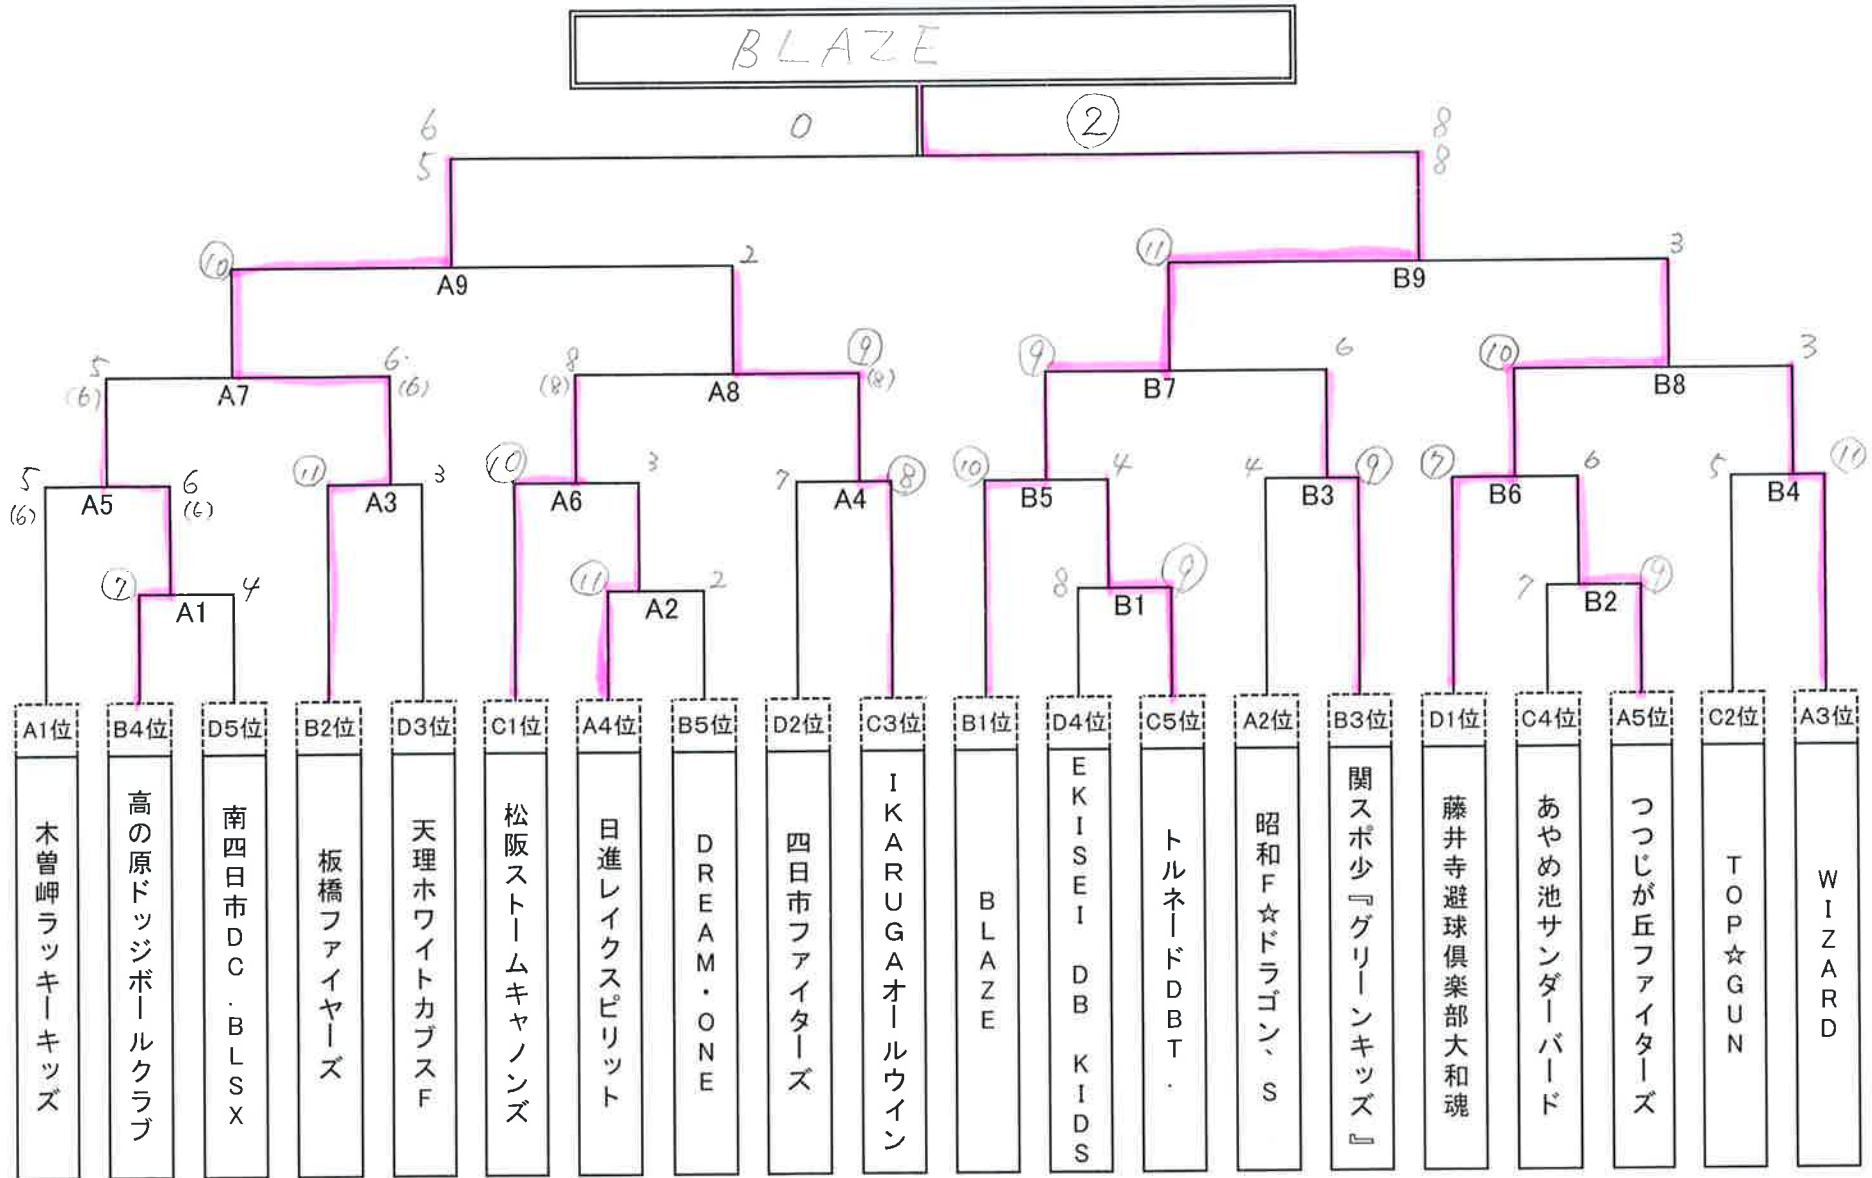 BLAZE
6 0 ② 8
5 8
⑩ 2 ⑪ 3
A9 B9
5 6 8 ⑨ ⑨ 6 ⑩ 3
(6) A7 (6) (8) A8 (8) B7 B8
5 6 ⑪ 3 ⑩ 3 7 ⑧ ⑩ 4 4 ⑨ ⑦ 6 5 ⑪
(6) A5 (6) A3 A6 A4 B5 B3 B6 B4
⑦ 4 ⑪ 2 8 ⑨ 7 ⑨
A1 A2 B1 B2
A1位 B4位 D5位 B2位 D3位 C1位 A4位 B5位 D2位 C3位 B1位 D4位 C5位 A2位 B3位 D1位 C4位 A5位 C2位 A3位
木曽岬ラッキーキッズ
高の原ドッジボールクラブ
南四日市DC.BLSX
板橋ファイヤーズ
天理ホワイトカブスF
松阪ストームキャノンズ
日進レイクスピリット
DREAM・ONE
四日市ファイターズ
IKARUGAオールウイン
BLAZE
EKISEI DB KIDS
トルネードDBT.
昭和F☆ドラゴン、S
関スポ少『グリーンキッズ』
藤井寺避球倶楽部大和魂
あやめ池サンダーバード
つつじが丘ファイターズ
TOP☆GUN
WIZARD